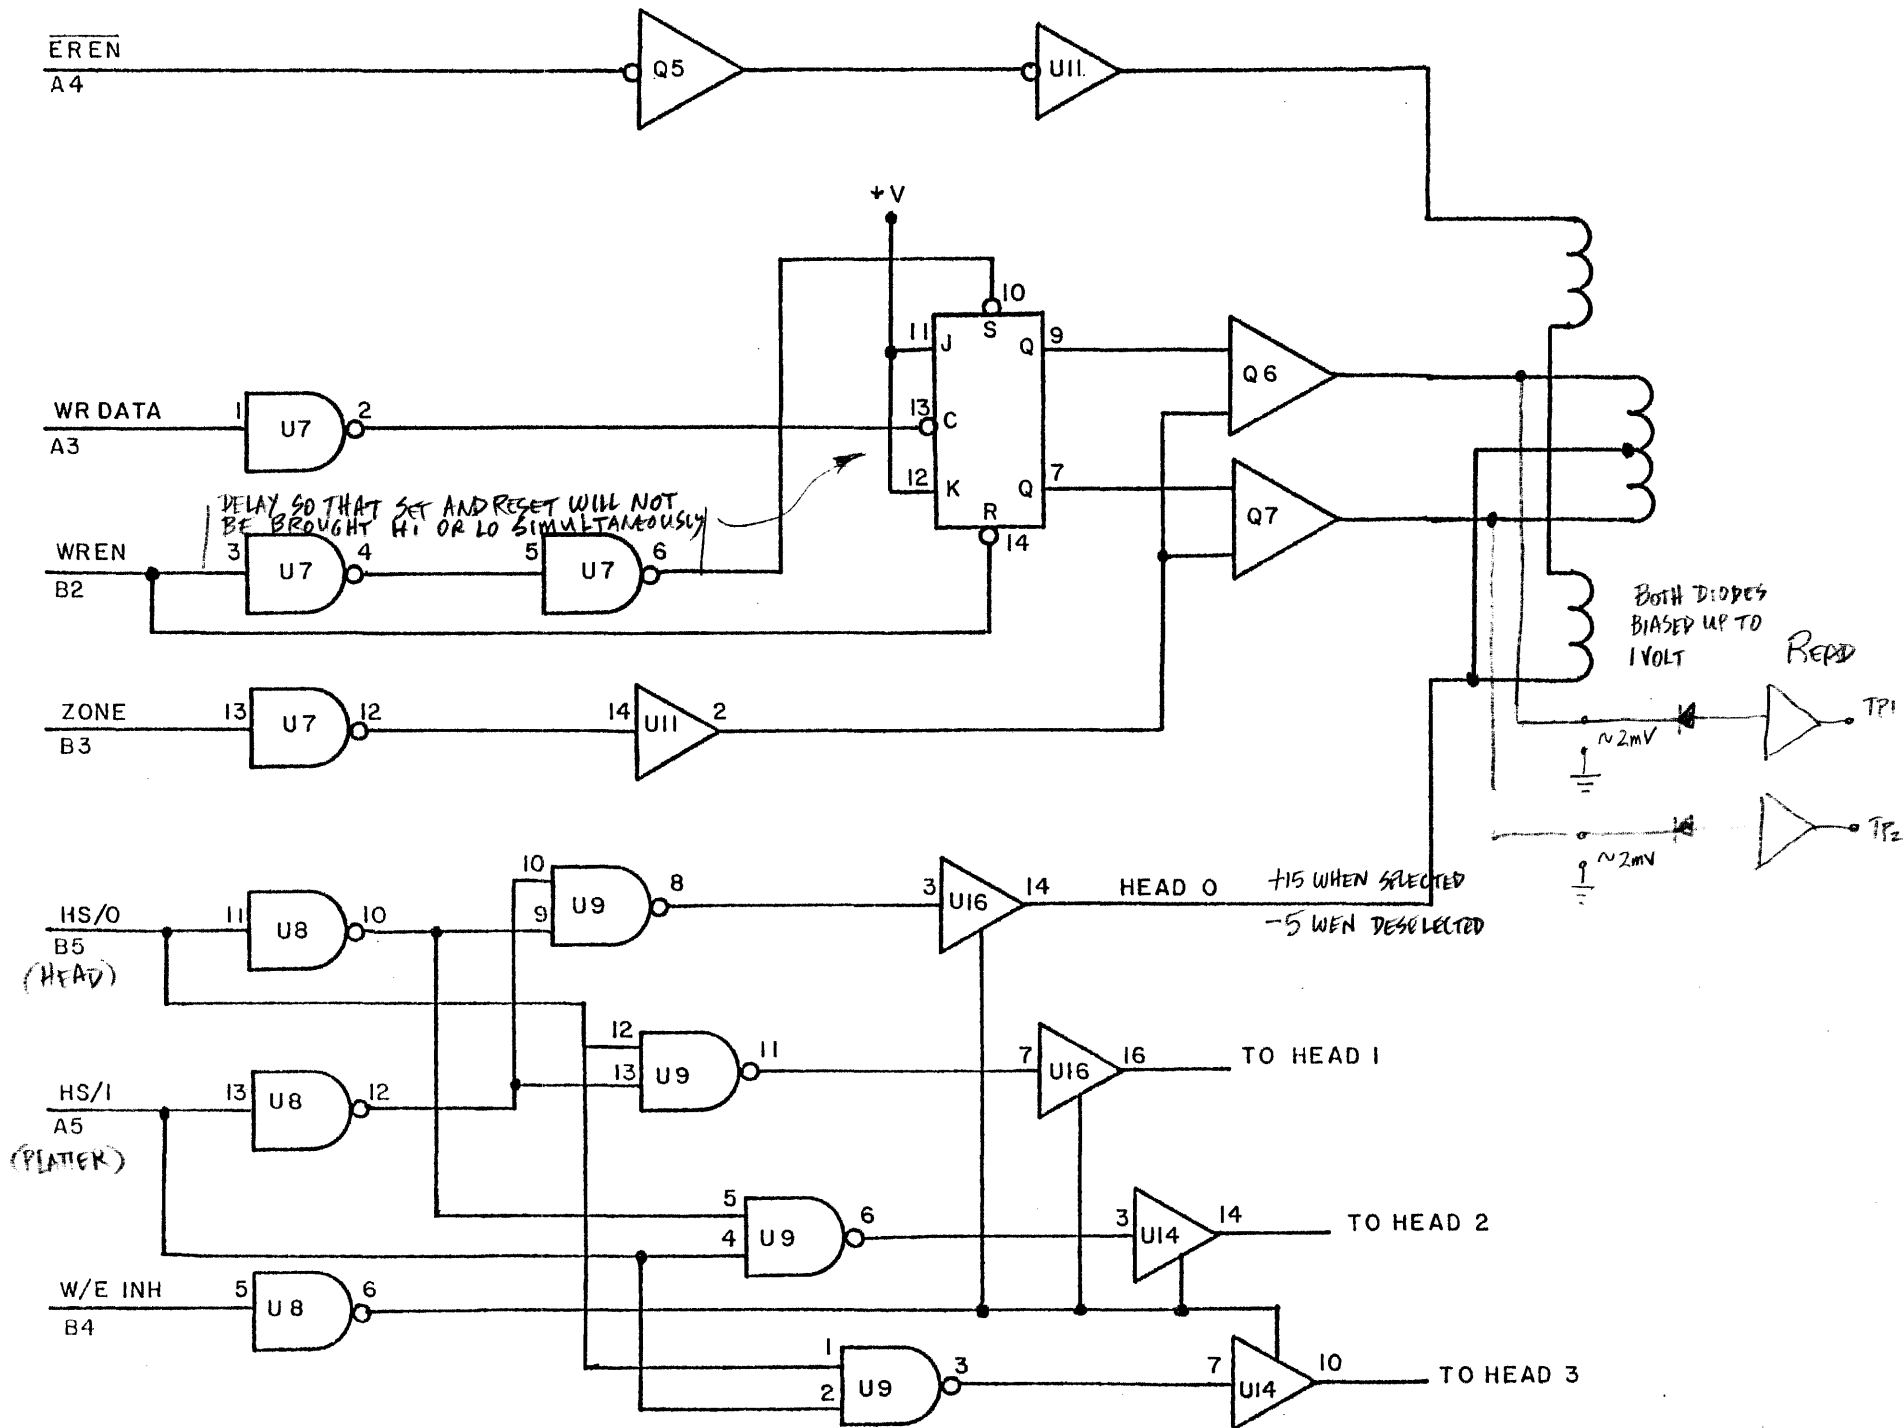 EREN
A4
Q5
U11
+V
10
S
11
J
Q
9
Q6
WR DATA
A3
1
U7
2
13
C
12
K
Q
7
Q7
R
14
DELAY SO THAT SET AND RESET WILL NOT
BE BROUGHT HI OR LO SIMULTANEOUSLY
WREN
B2
3
U7
4
5
U7
6
BOTH DIODES
BIASED UP TO
1 VOLT
READ
ZONE
B3
13
U7
12
14
U11
2
~2mV
TP1
~2mV
TP2
HS/0
B5
(HEAD)
11
U8
10
10
9
U9
8
3
U16
14
HEAD 0
+15 WHEN SELECTED
-5 WEN DESELECTED
HS/1
A5
(PLATTER)
13
U8
12
12
13
U9
11
7
U16
16
TO HEAD 1
5
4
U9
6
3
U14
14
TO HEAD 2
W/E INH
B4
5
U8
6
1
2
U9
3
7
U14
10
TO HEAD 3